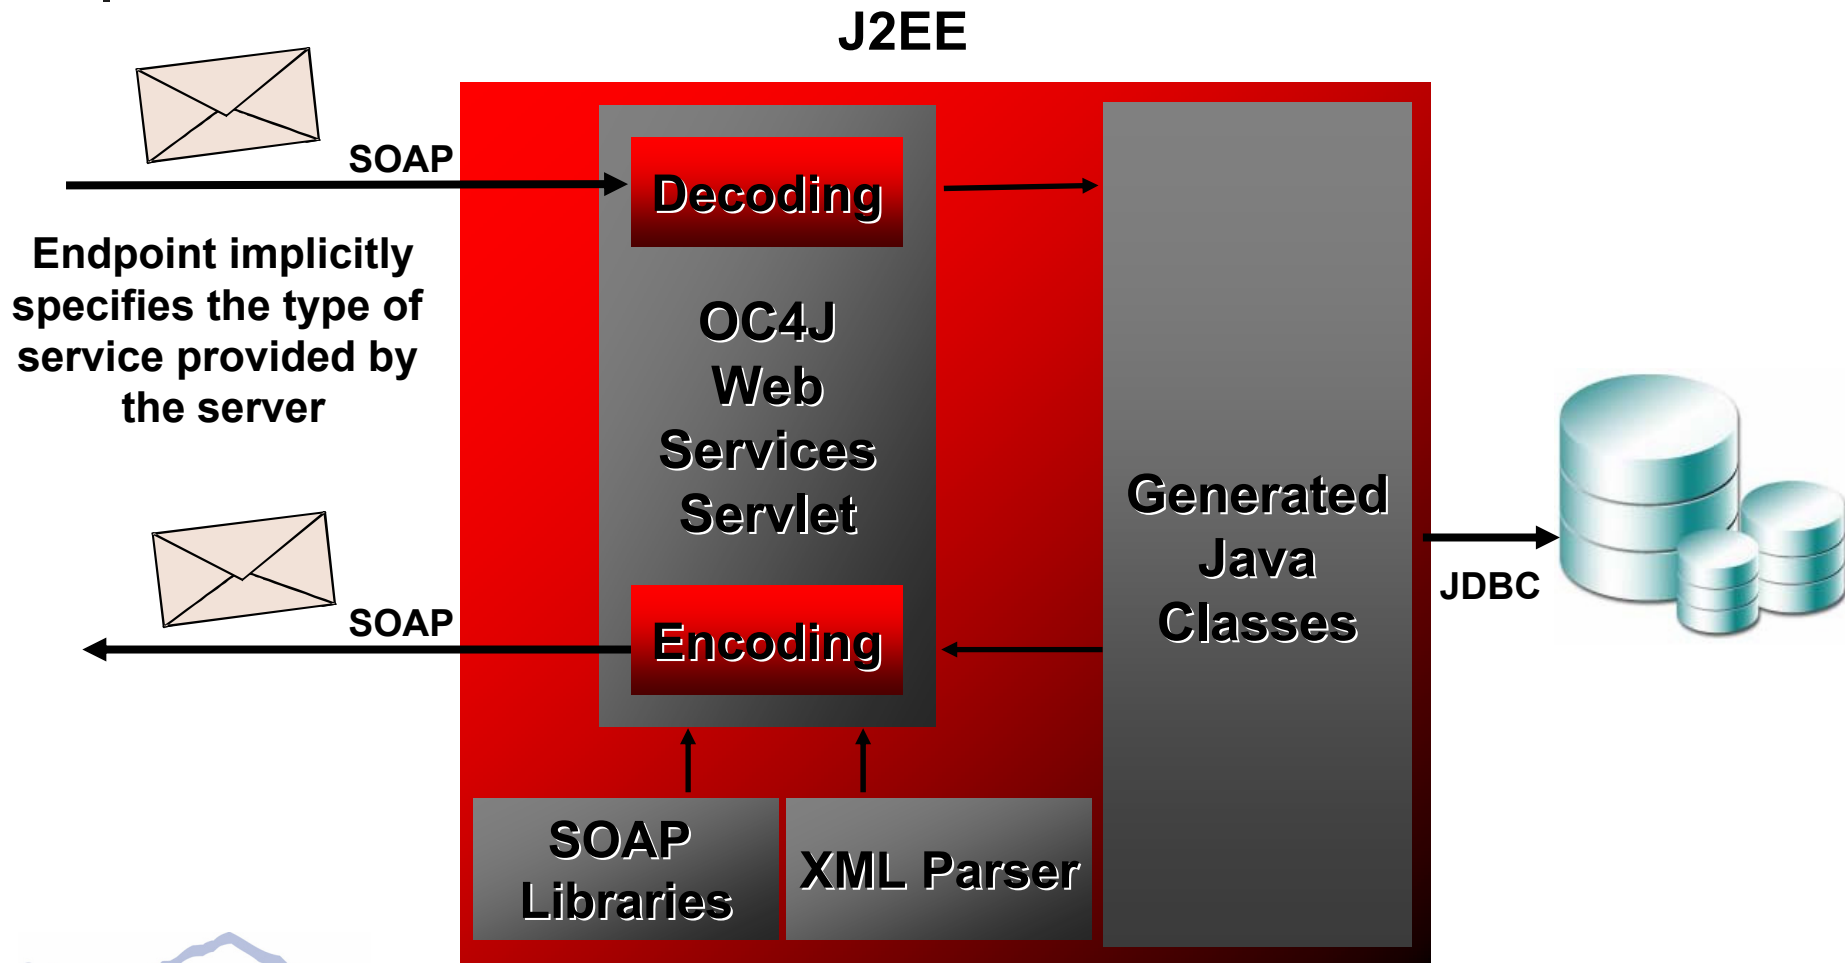 J2EE
SOAP
Decoding
Endpoint implicitly
specifies the type of
service provided by
the server
OC4J
Web
Services
Servlet
Generated
Java
Classes
JDBC
SOAP
Encoding
SOAP
Libraries
XML Parser